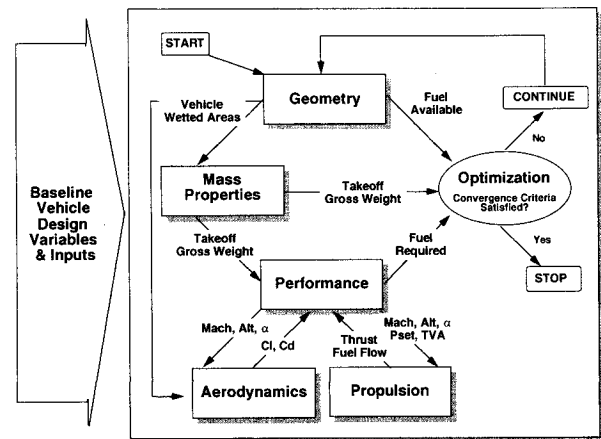 START
Geometry
Vehicle
Wetted Areas
Fuel
Available
CONTINUE
No
Mass
Properties
Takeoff
Gross Weight
Optimization
Convergence Criteria
Satisfied?
Baseline
Vehicle
Design
Variables
& Inputs
Takeoff
Gross Weight
Fuel
Required
Yes
STOP
Performance
Mach, Alt, α
Cl, Cd
Thrust
Fuel Flow
Mach, Alt, α
Pset, TVA
Aerodynamics
Propulsion